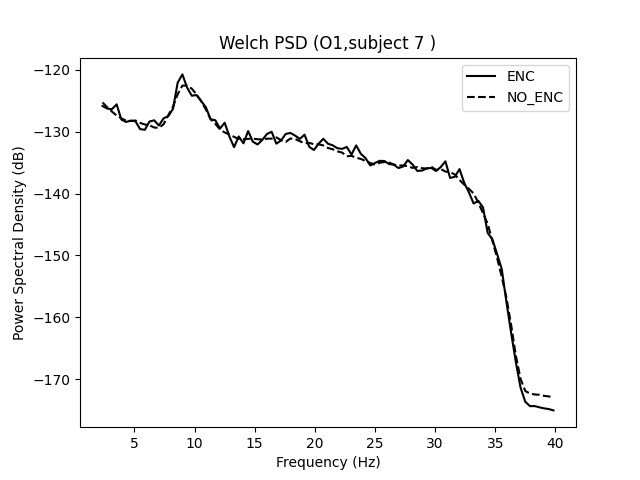 Welch PSD (O1,subject 7 )
ENC
NO_ENC
Power Spectral Density (dB)
−120
−130
−140
−150
−160
−170
5 10 15 20 25 30 35 40
Frequency (Hz)